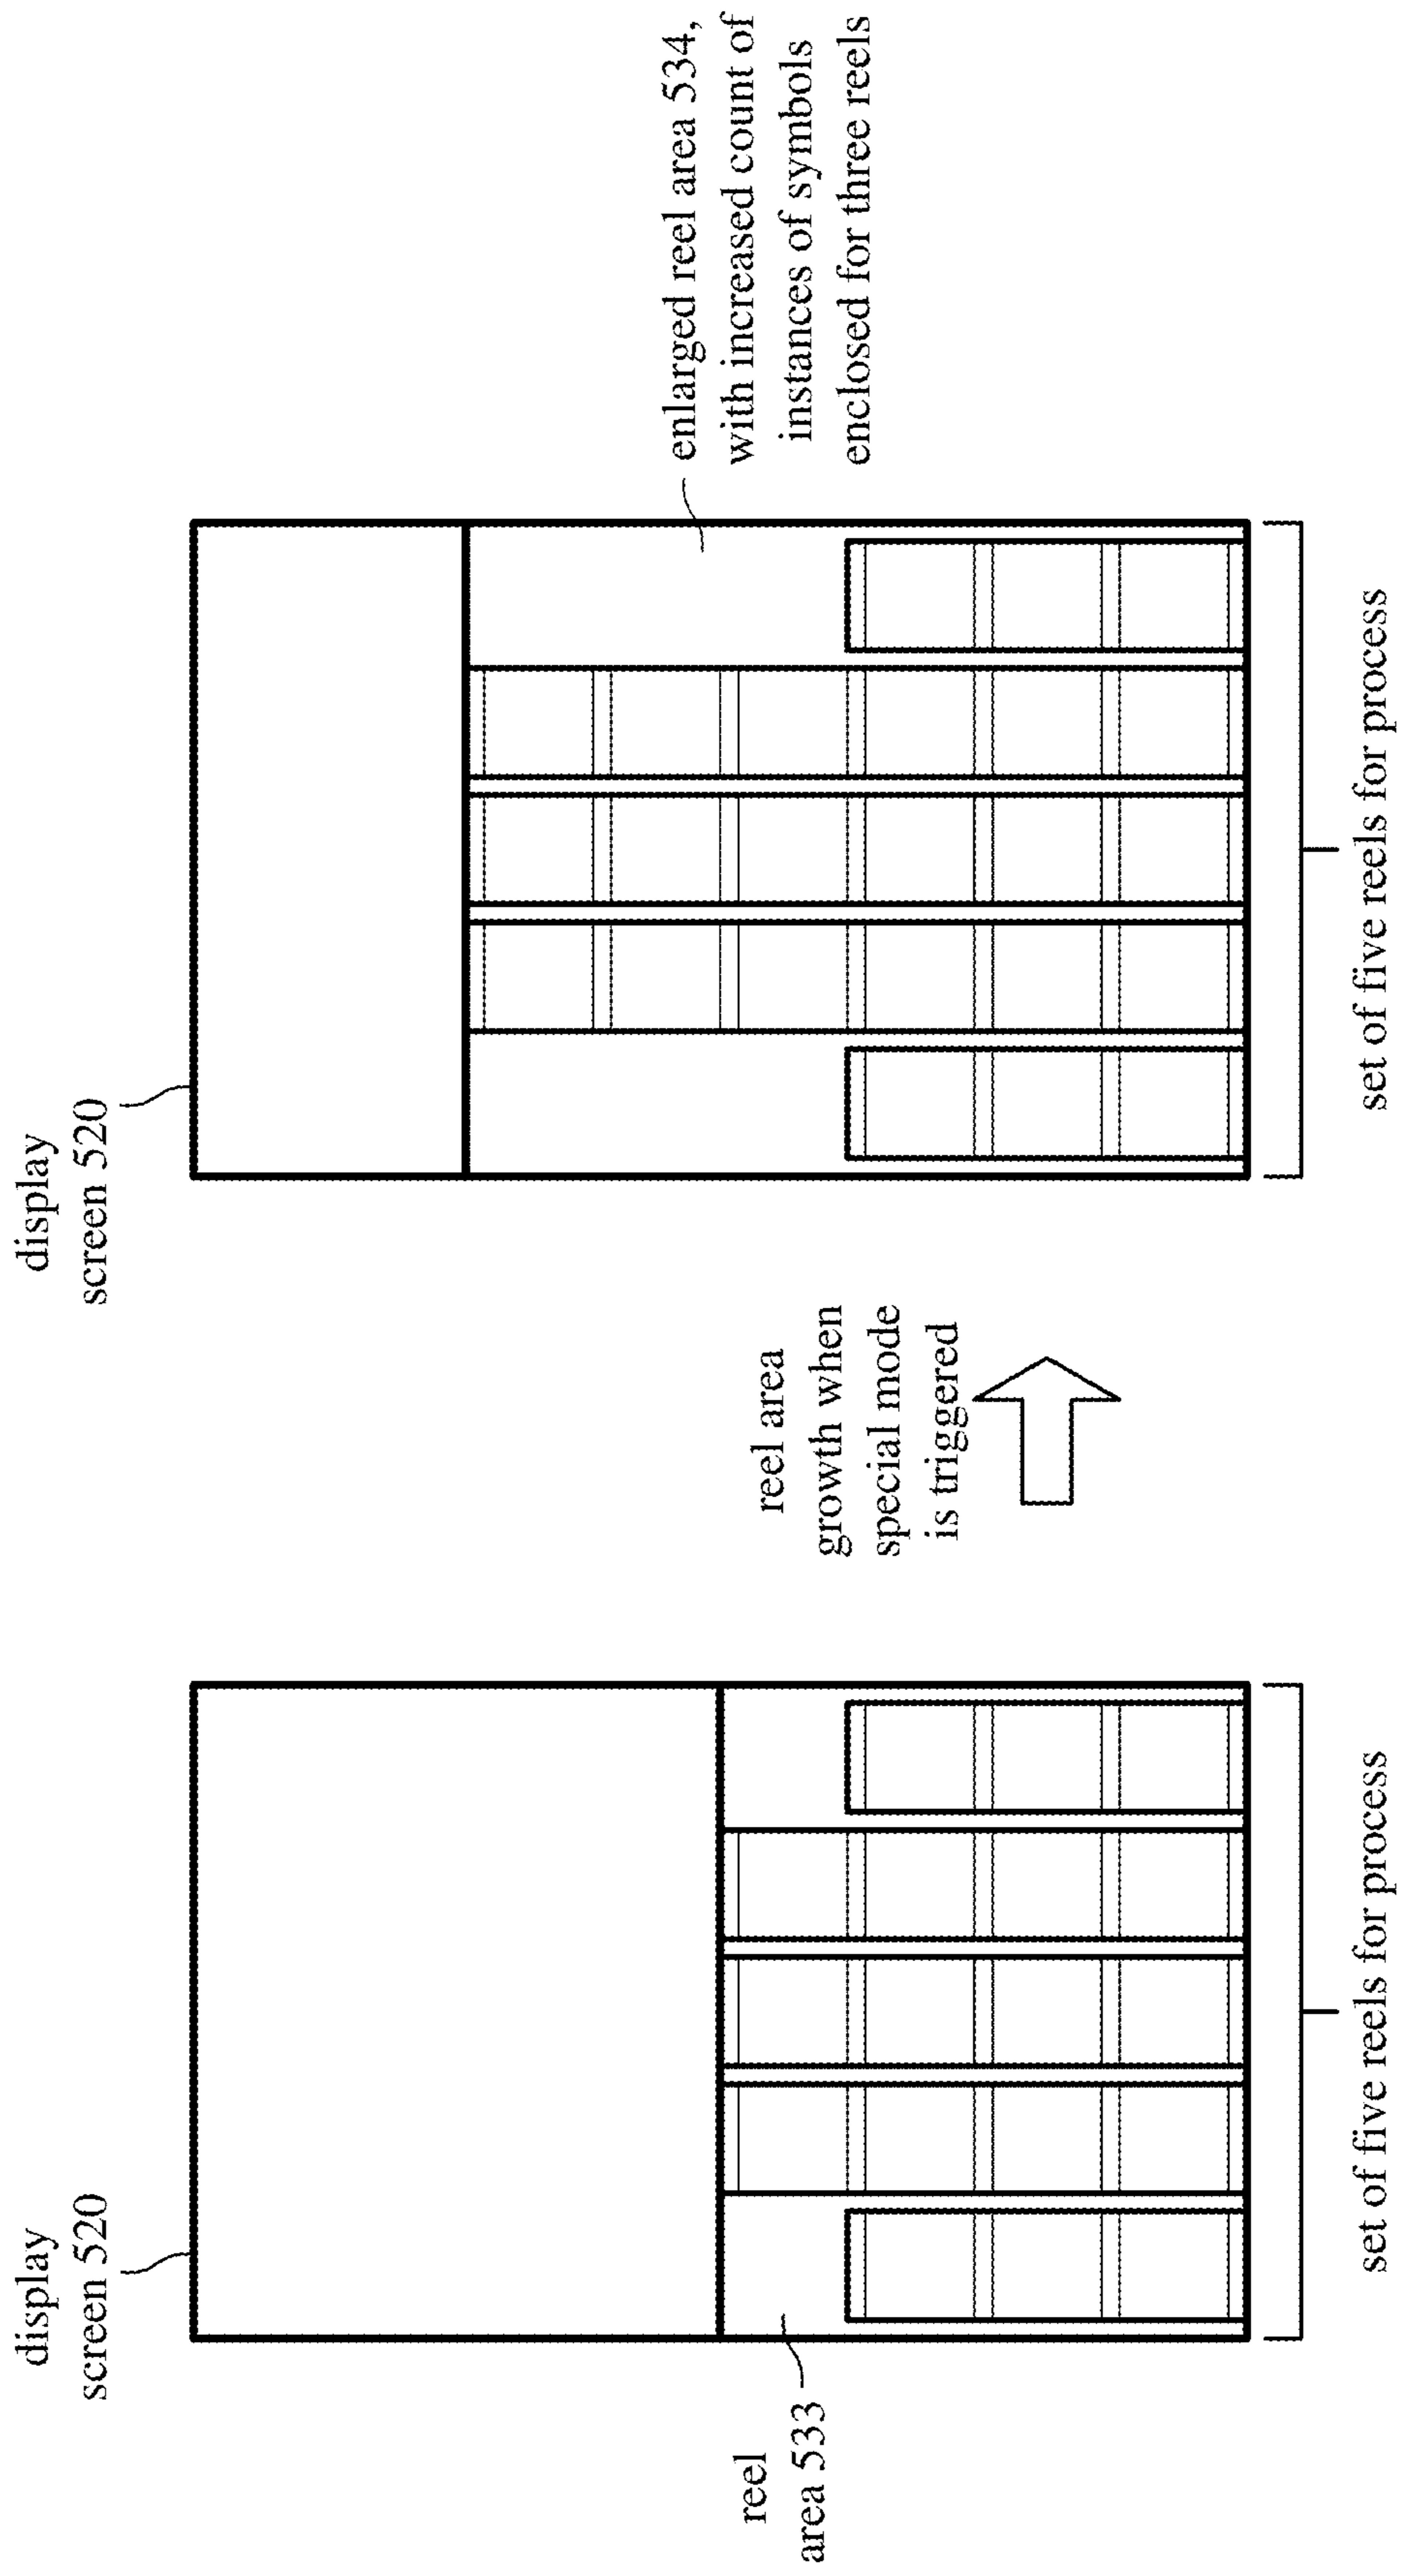 display
screen 520
reel
area 533
set of five reels for process
reel area
growth when
special mode
is triggered
display
screen 520
enlarged reel area 534,
with increased count of
instances of symbols
enclosed for three reels
set of five reels for process